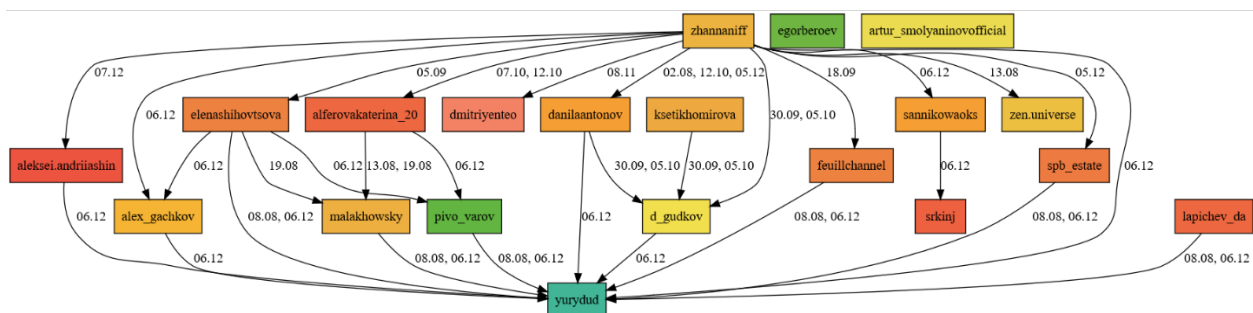 zhannaniff
egorberoev
artur_smolyaninovofficial
07.12
05.09
07.10, 12.10
08.11
02.08, 12.10, 05.12
18.09
06.12
13.08
05.12
06.12
elenashihovtsova
alferovakaterina_20
dmitriyenteo
danilaantonov
ksetikhomirova
30.09, 05.10
sannikowaoks
zen.universe
aleksei.andriiashin
06.12
19.08
06.12
13.08, 19.08
06.12
30.09, 05.10
30.09, 05.10
feuillchannel
06.12
spb_estate
06.12
06.12
alex_gachkov
08.08, 06.12
malakhowsky
pivo_varov
06.12
d_gudkov
08.08, 06.12
srkinj
08.08, 06.12
lapichev_da
06.12
08.08, 06.12
08.08, 06.12
06.12
08.08, 06.12
yurydud